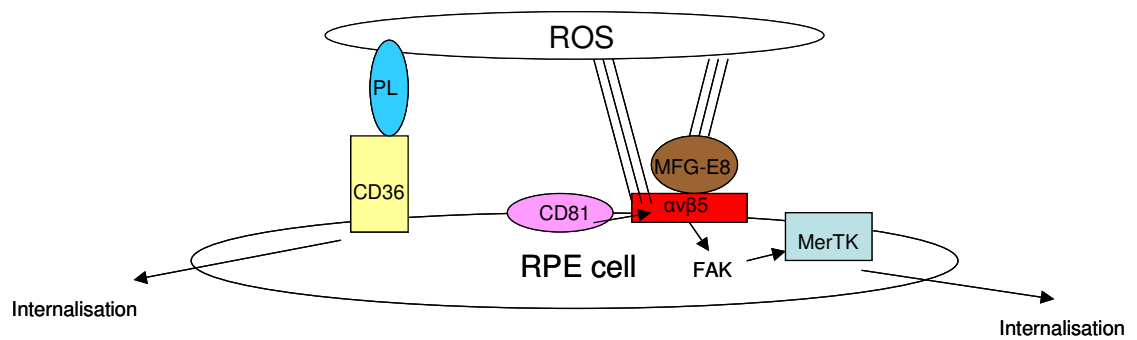 ROS
PL
MFG-E8
CD36
CD81
αvβ5
MerTK
RPE cell
FAK
Internalisation
Internalisation